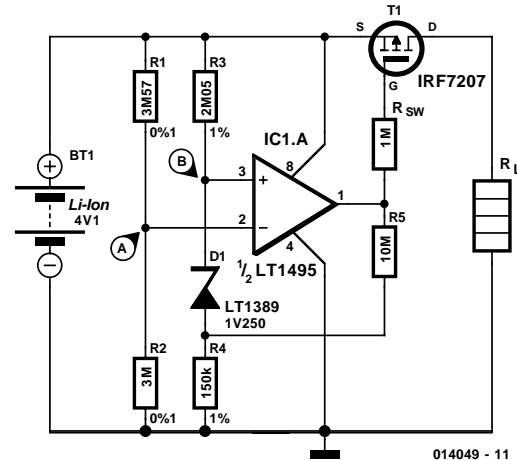 T1
S
D
G
IRF7207
R1
3M57
0%1
R3
2M05
1%
R SW
1M
IC1.A
BT1
Li-Ion
4V1
B
3
+
8
1
A
2
−
4
1/2 LT1495
R5
10M
R L
D1
LT1389
1V250
R2
3M
0%1
R4
150k
1%
014049 - 11